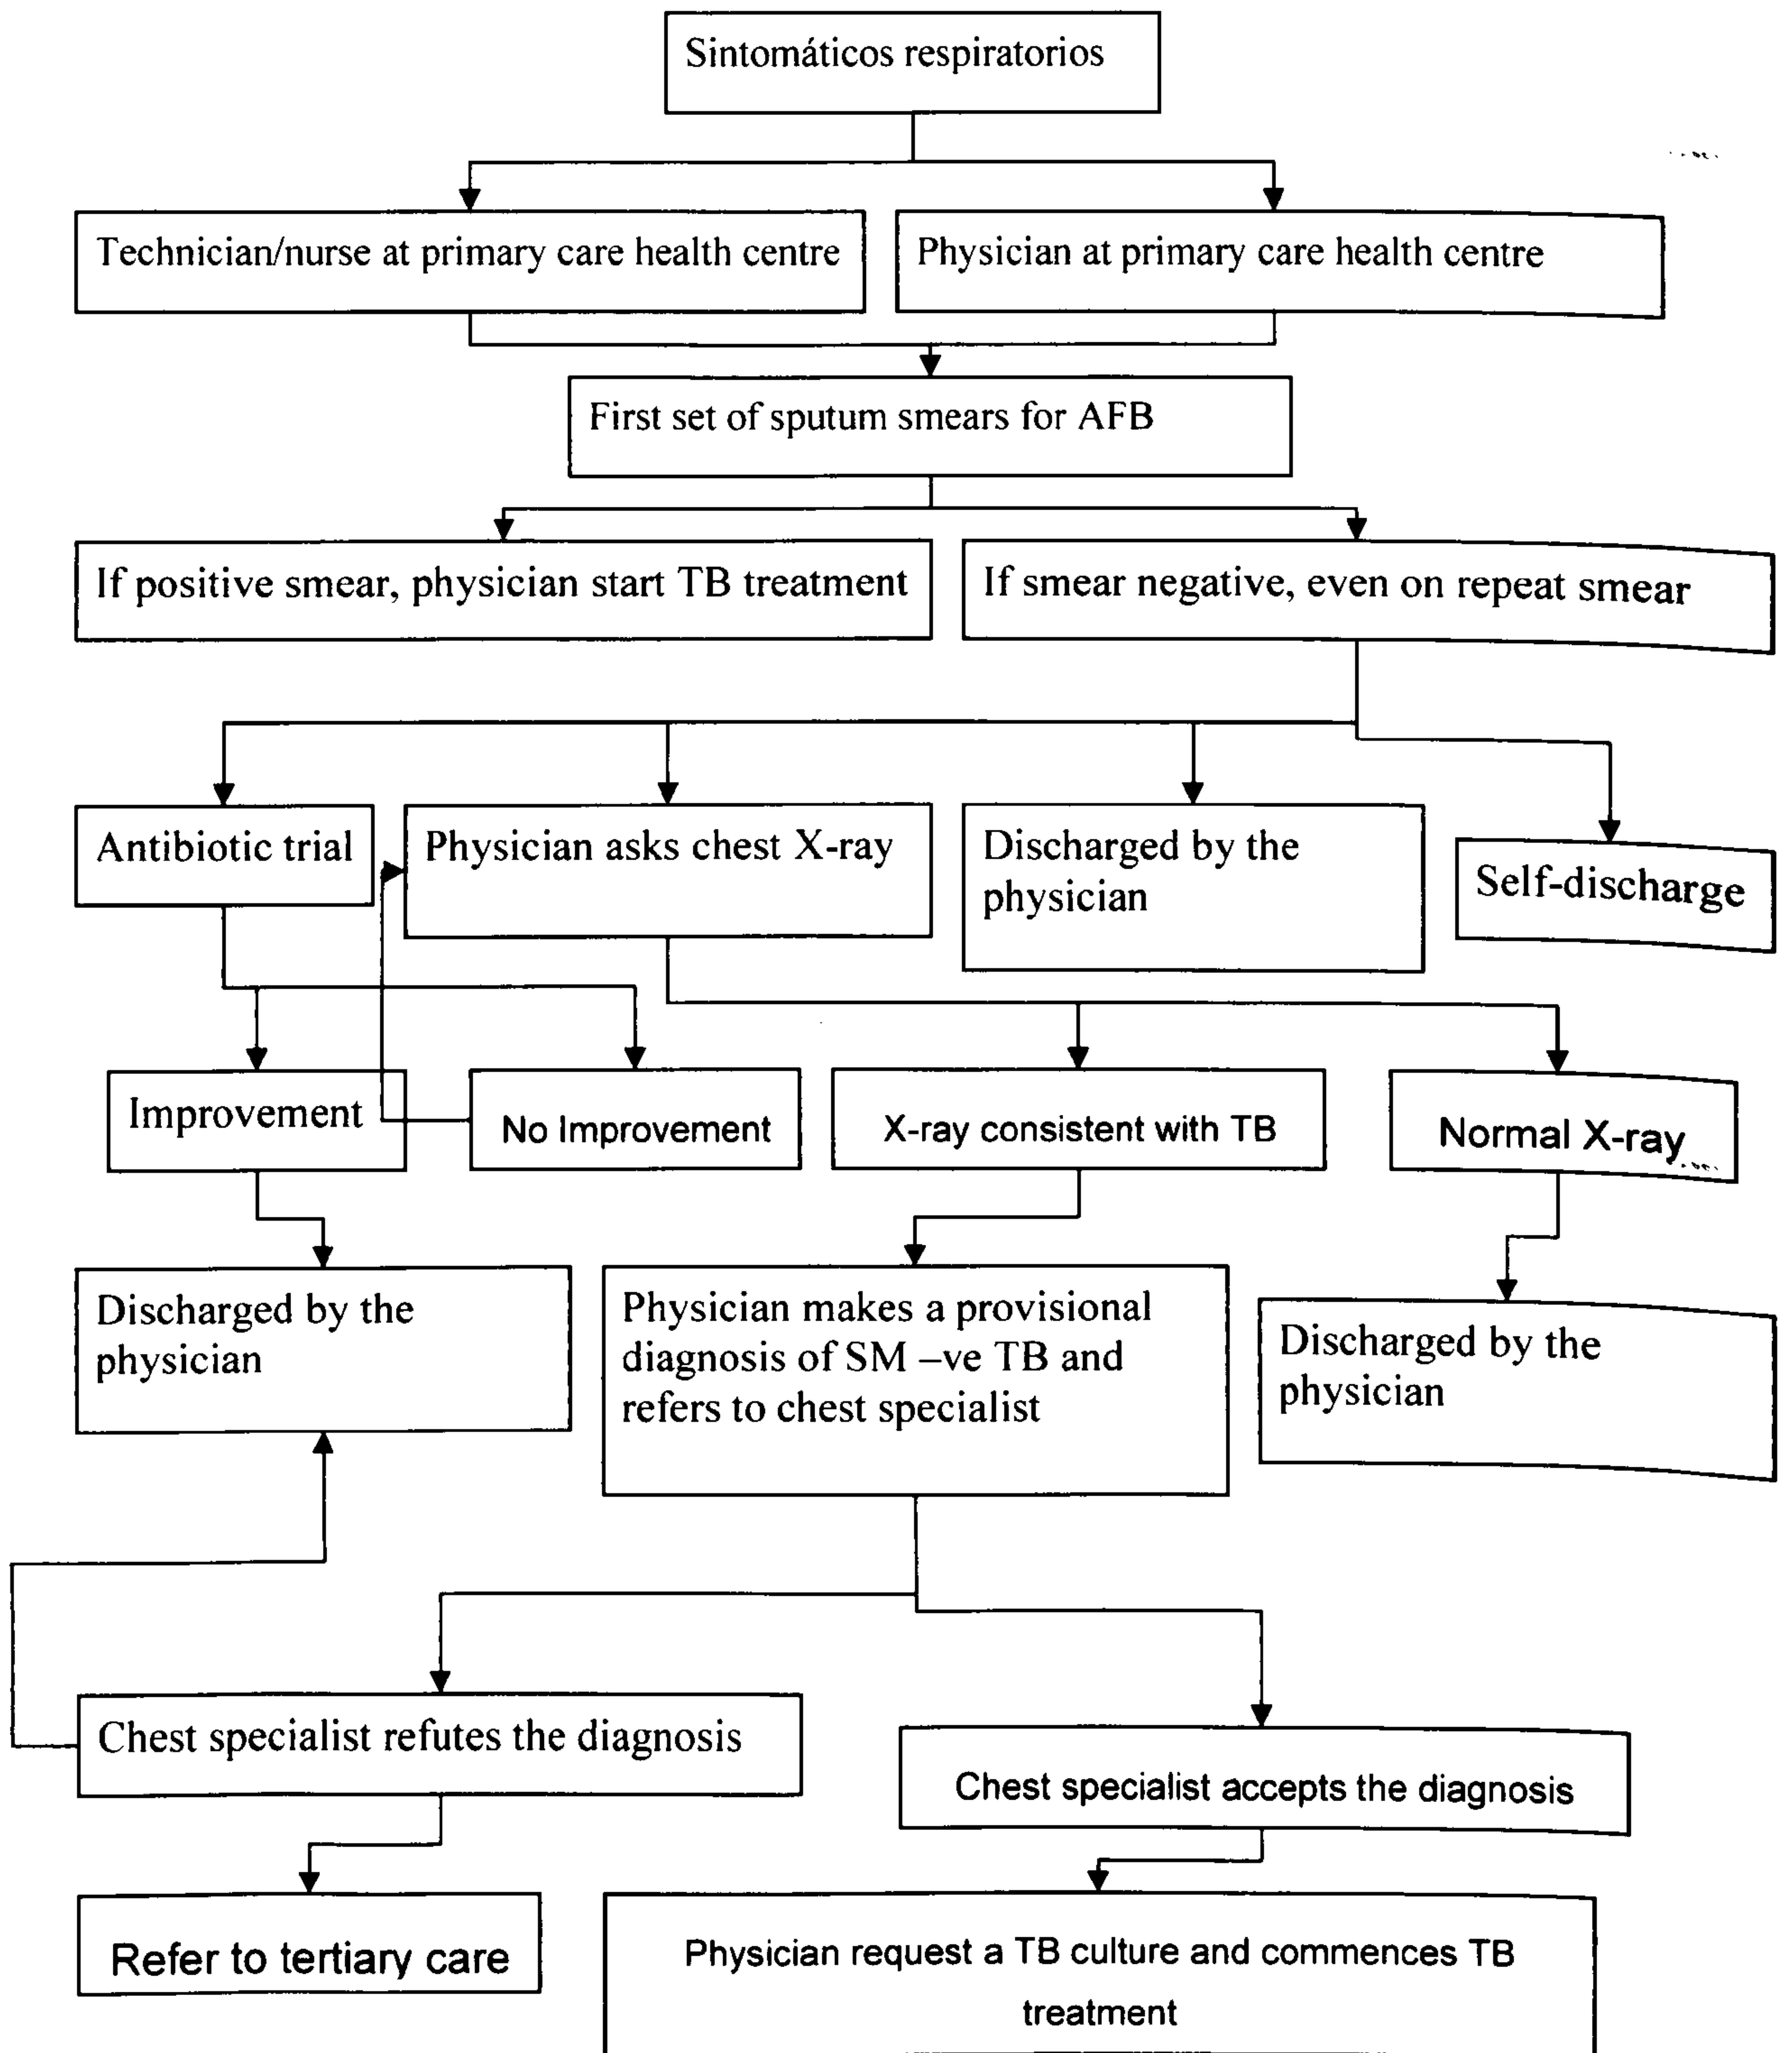 Sintomáticos respiratorios
Technician/nurse at primary care health centre
Physician at primary care health centre
First set of sputum smears for AFB
If positive smear, physician start TB treatment
If smear negative, even on repeat smear
Antibiotic trial
Physician asks chest X-ray
Discharged by the
physician
Self-discharge
Improvement
No Improvement
X-ray consistent with TB
Normal X-ray
Discharged by the
physician
Physician makes a provisional
diagnosis of SM –ve TB and
refers to chest specialist
Discharged by the
physician
Chest specialist refutes the diagnosis
Chest specialist accepts the diagnosis
Refer to tertiary care
Physician request a TB culture and commences TB
treatment